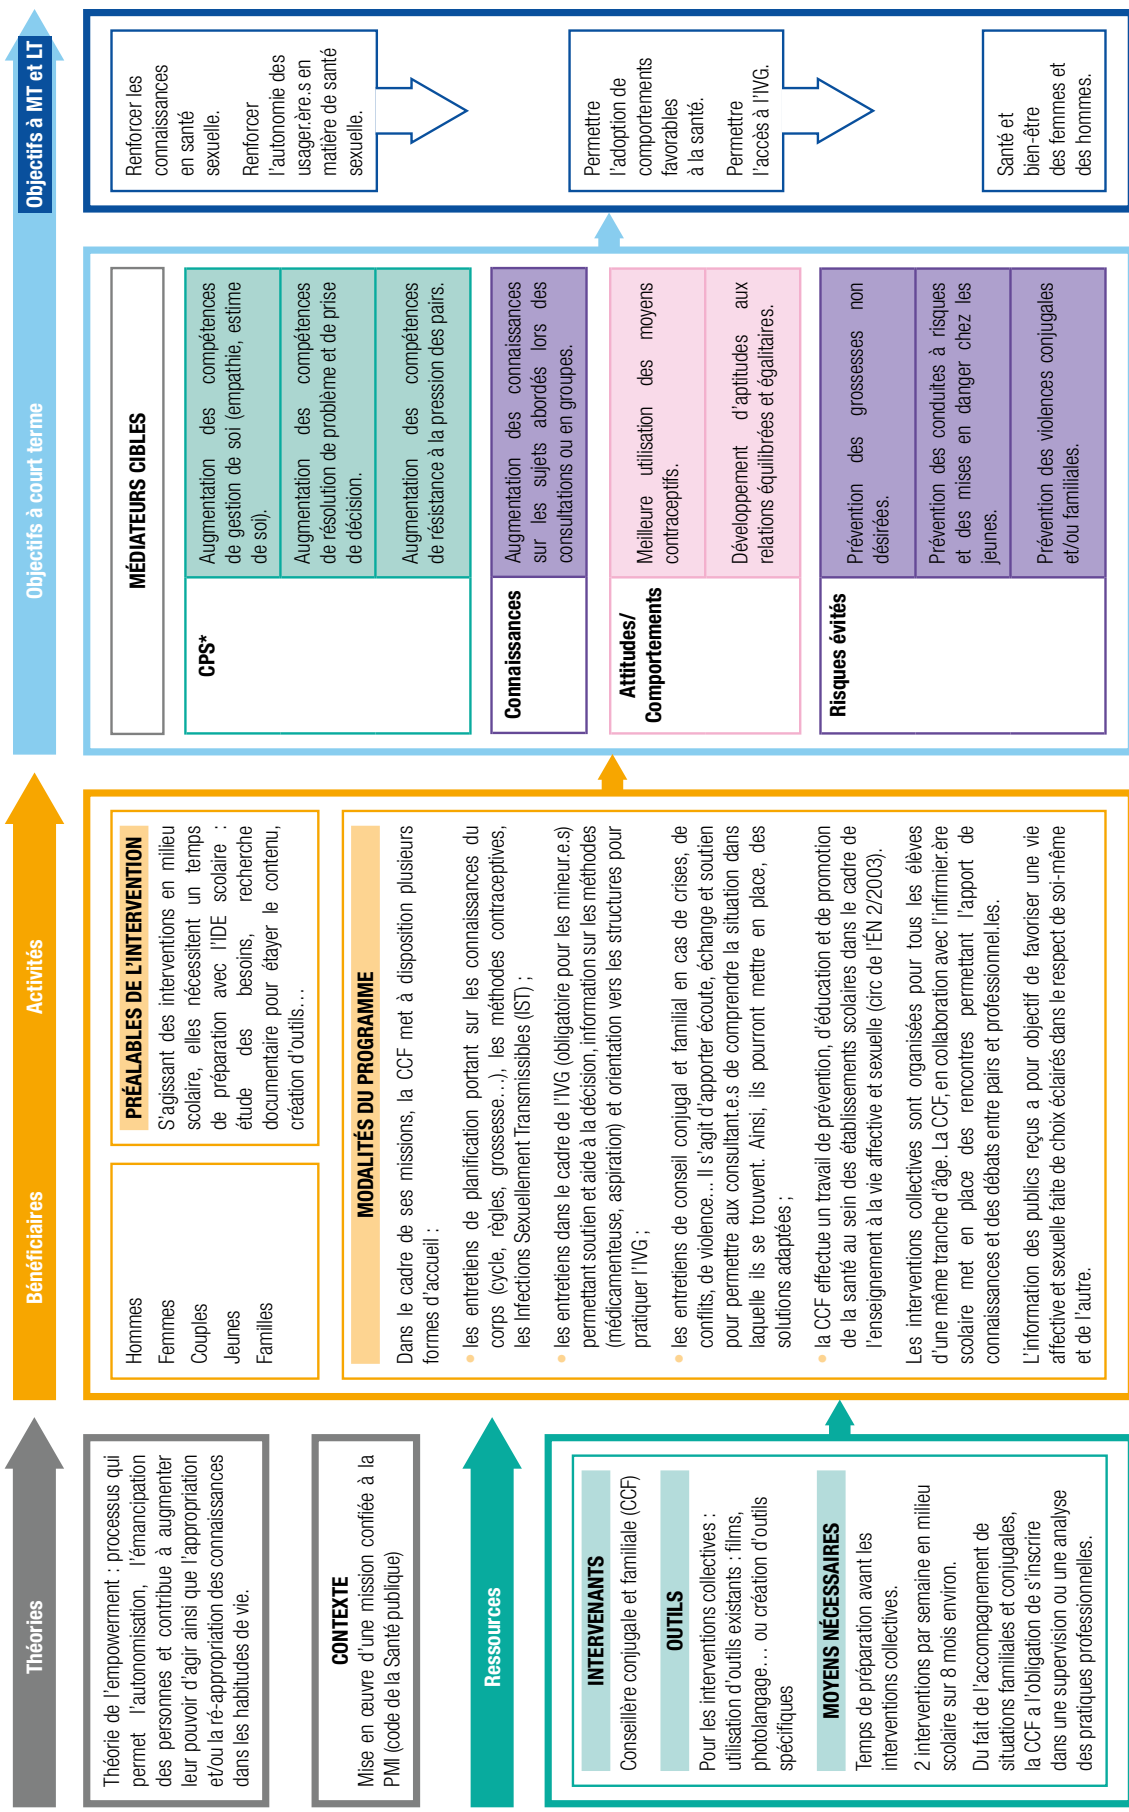 Théories
Théorie de l'empowerment : processus qui
permet l'autonomisation, l'émancipation
des personnes et contribue à augmenter
leur pouvoir d'agir ainsi que l'appropriation
et/ou la ré-appropriation des connaissances
dans les habitudes de vie.
CONTEXTE
Mise en œuvre d'une mission confiée à la
PMI (code de la Santé publique)
Ressources
INTERVENANTS
Conseillère conjugale et familiale (CCF)
OUTILS
Pour les interventions collectives :
utilisation d'outils existants : films,
photolangage… ou création d'outils
spécifiques
MOYENS NÉCESSAIRES
Temps de préparation avant les
interventions collectives.
2 interventions par semaine en milieu
scolaire sur 8 mois environ.
Du fait de l'accompagnement de
situations familiales et conjugales,
la CCF a l'obligation de s'inscrire
dans une supervision ou une analyse
des pratiques professionnelles.
Bénéficiaires
Activités
Hommes
Femmes
Couples
Jeunes
Familles
PRÉALABLES DE L'INTERVENTION
S'agissant des interventions en milieu
scolaire, elles nécessitent un temps
de préparation avec l'IDE scolaire :
étude des besoins, recherche
documentaire pour étayer le contenu,
création d'outils…
MODALITÉS DU PROGRAMME
Dans le cadre de ses missions, la CCF met à disposition plusieurs
formes d'accueil :
• les entretiens de planification portant sur les connaissances du
corps (cycle, règles, grossesse…), les méthodes contraceptives,
les Infections Sexuellement Transmissibles (IST) ;
• les entretiens dans le cadre de l'IVG (obligatoire pour les mineur.e.s)
permettant soutien et aide à la décision, information sur les méthodes
(médicamenteuse, aspiration) et orientation vers les structures pour
pratiquer l'IVG ;
• les entretiens de conseil conjugal et familial en cas de crises, de
conflits, de violence… Il s'agit d'apporter écoute, échange et soutien
pour permettre aux consultant.e.s de comprendre la situation dans
laquelle ils se trouvent. Ainsi, ils pourront mettre en place, des
solutions adaptées ;
• la CCF effectue un travail de prévention, d'éducation et de promotion
de la santé au sein des établissements scolaires dans le cadre de
l'enseignement à la vie affective et sexuelle (circ de l'ÉN 2/2003).
Les interventions collectives sont organisées pour tous les élèves
d'une même tranche d'âge. La CCF, en collaboration avec l'infirmier.ère
scolaire met en place des rencontres permettant l'apport de
connaissances et des débats entre pairs et professionnel.les.
L'information des publics reçus a pour objectif de favoriser une vie
affective et sexuelle faite de choix éclairés dans le respect de soi-même
et de l'autre.
Objectifs à court terme
MÉDIATEURS CIBLES
CPS*
Augmentation des compétences
de gestion de soi (empathie, estime
de soi).
Augmentation des compétences
de résolution de problème et de prise
de décision.
Augmentation des compétences
de résistance à la pression des pairs.
Connaissances
Augmentation des connaissances
sur les sujets abordés lors des
consultations ou en groupes.
Attitudes/
Comportements
Meilleure utilisation des moyens
contraceptifs.
Développement d'aptitudes aux
relations équilibrées et égalitaires.
Risques évités
Prévention des grossesses non
désirées.
Prévention des conduites à risques
et des mises en danger chez les
jeunes.
Prévention des violences conjugales
et/ou familiales.
Objectifs à MT et LT
Renforcer les
connaissances
en santé
sexuelle.
Renforcer
l'autonomie des
usager.ère.s en
matière de santé
sexuelle.
Permettre
l'adoption de
comportements
favorables
à la santé.
Permettre
l'accès à l'IVG.
Santé et
bien-être
des femmes et
des hommes.